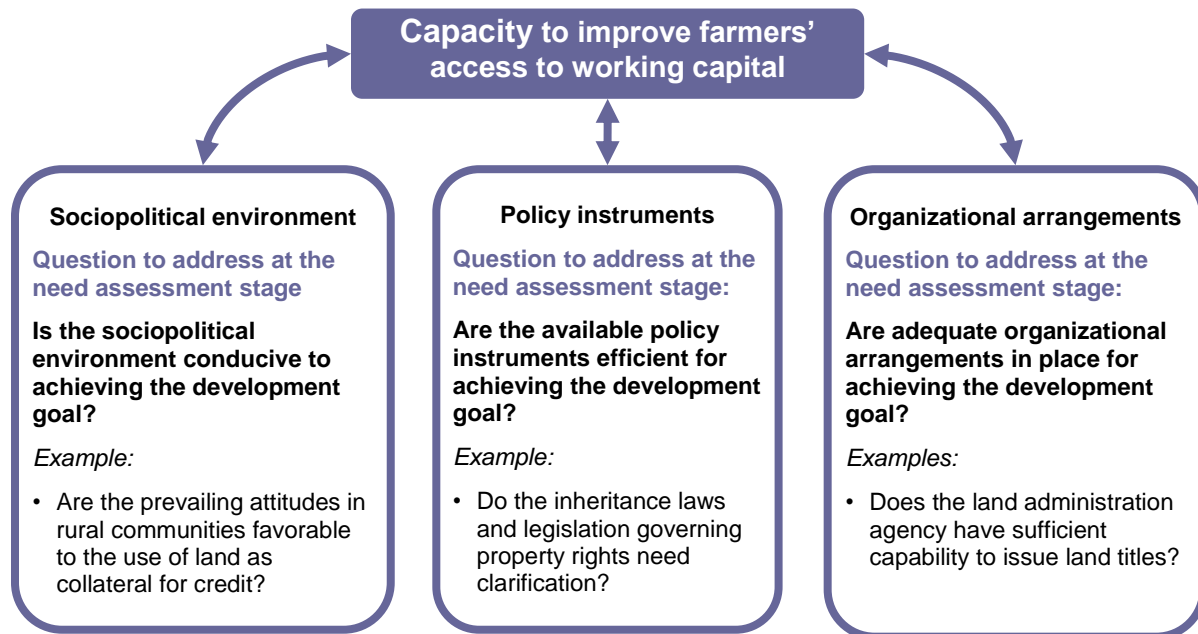 Capacity to improve farmers’
access to working capital
Sociopolitical environment
Question to address at the
need assessment stage
Is the sociopolitical
environment conducive to
achieving the development
goal?
Example:
• Are the prevailing attitudes in
rural communities favorable
to the use of land as
collateral for credit?
Policy instruments
Question to address at the
need assessment stage:
Are the available policy
instruments efficient for
achieving the development
goal?
Example:
• Do the inheritance laws
and legislation governing
property rights need
clarification?
Organizational arrangements
Question to address at the
need assessment stage:
Are adequate organizational
arrangements in place for
achieving the development
goal?
Examples:
• Does the land administration
agency have sufficient
capability to issue land titles?